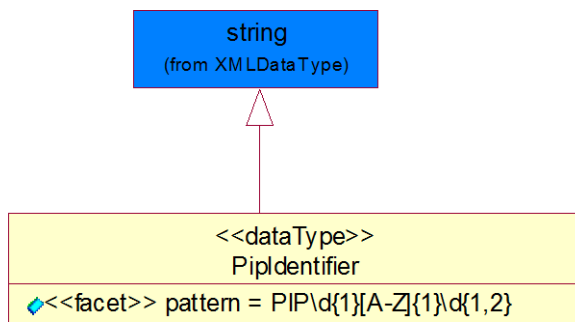 string
(from XMLDataType)
<<dataType>>
PipIdentifier
<<facet>> pattern = PIP\d{1}[A-Z]{1}\d{1,2}